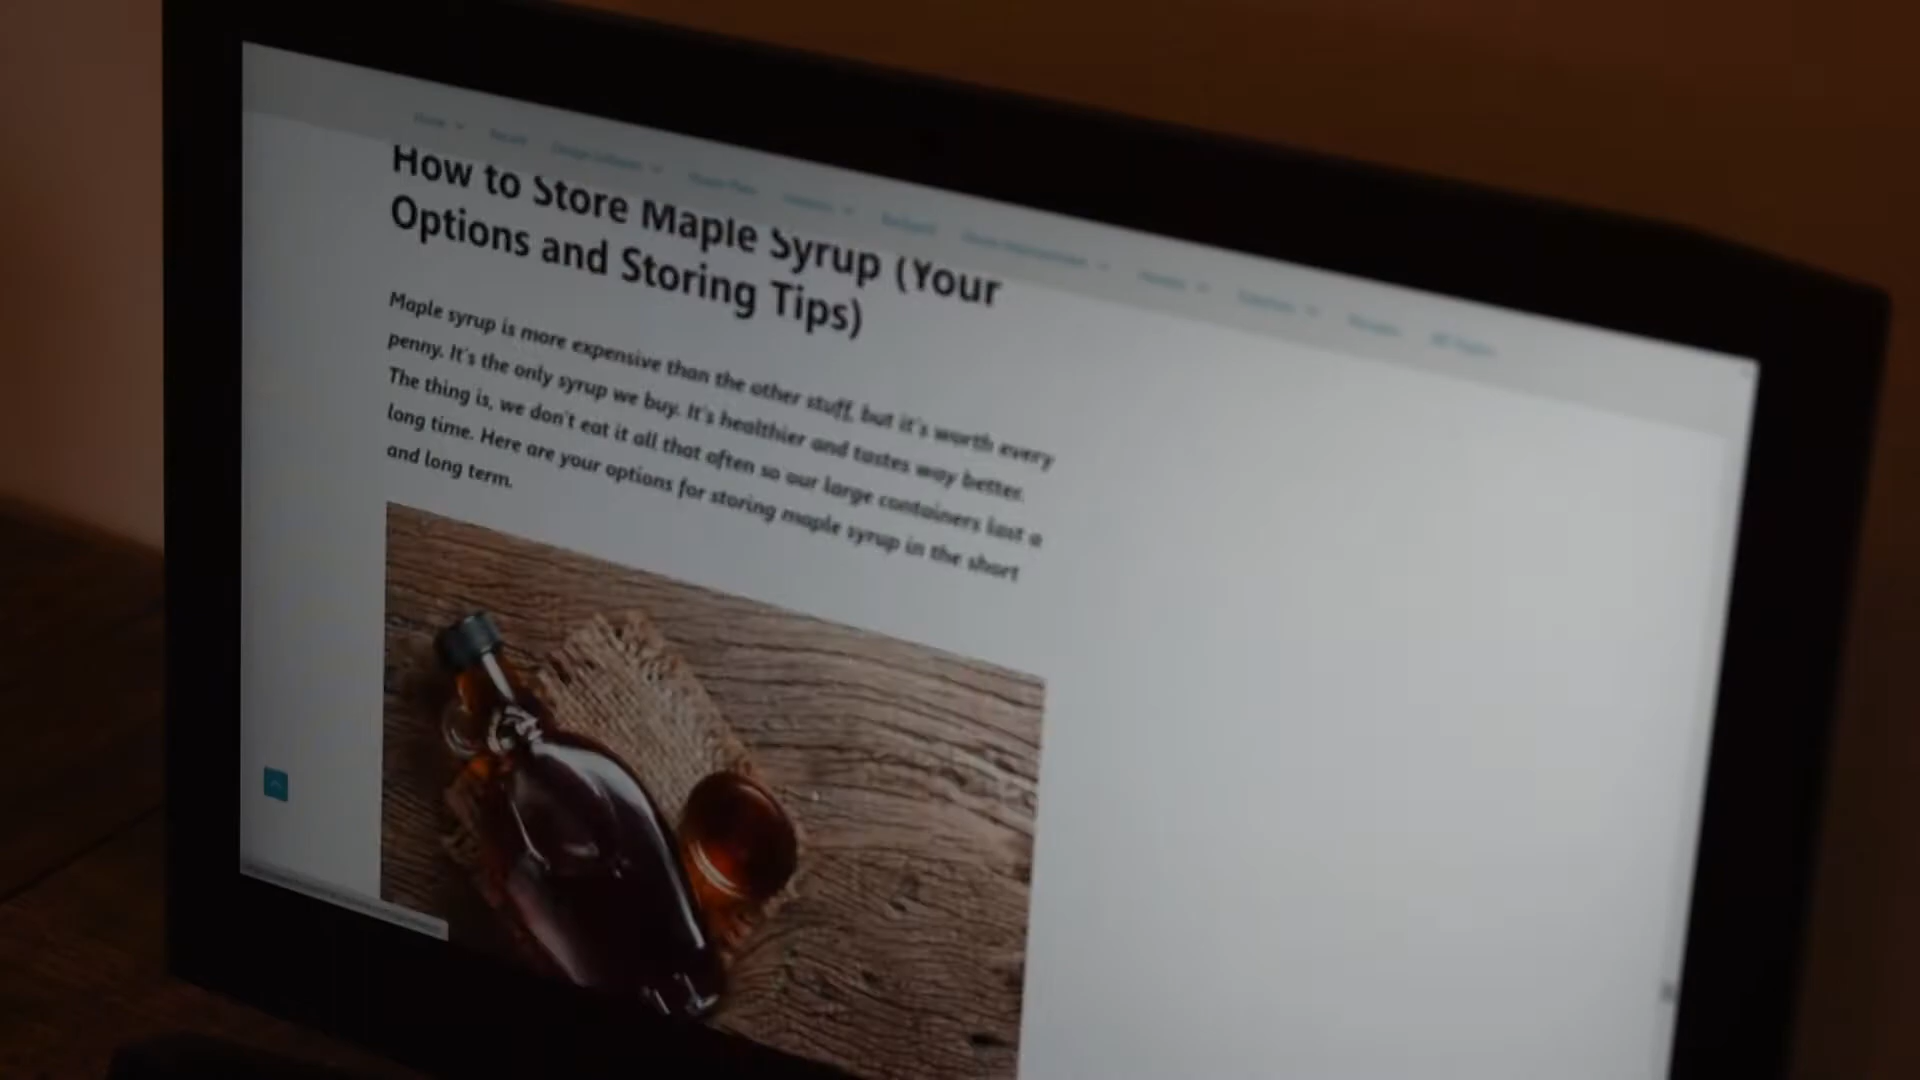 Home
How to Store Maple Syrup (Your
Options and Storing Tips)
Maple syrup is more expensive than the other stuff, but it's worth every
penny. It's the only syrup we buy. It's healthier and tastes way better.
The thing is, we don't eat it all that often so our large containers last a
long time. Here are your options for storing maple syrup in the short
and long term.